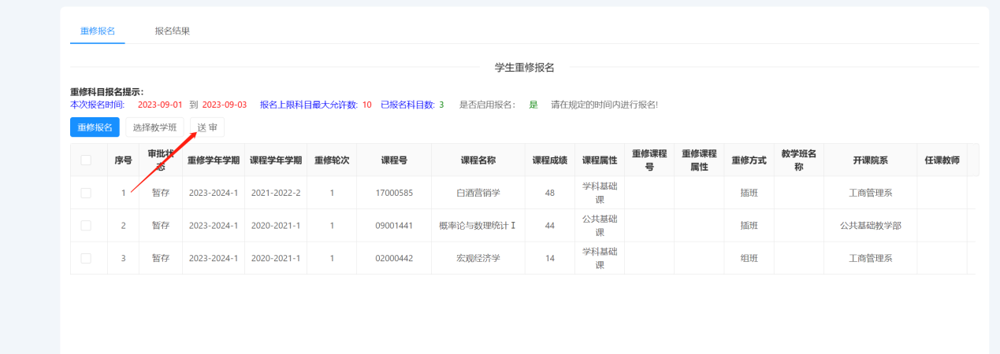 重修报名 报名结果
学生重修报名
重修科目报名提示:
本次报名时间: 2023-09-01 到 2023-09-03 报名上限科目最大允许数: 10 已报名科目数: 3 是否启用报名: 是 请在规定的时间内进行报名!
重修报名 选择教学班 送 审
序号 审批状态 重修学年学期 课程学年学期 重修轮次 课程号 课程名称 课程成绩 课程属性 重修课程号 重修课程属性 重修方式 教学班名称 开课院系 任课教师
1 暂存 2023-2024-1 2021-2022-2 1 17000585 白酒营销学 48 学科基础课 插班 工商管理系
2 暂存 2023-2024-1 2020-2021-1 1 09001441 概率论与数理统计Ⅰ 44 公共基础课 插班 公共基础教学部
3 暂存 2023-2024-1 2020-2021-1 1 02000442 宏观经济学 14 学科基础课 组班 工商管理系